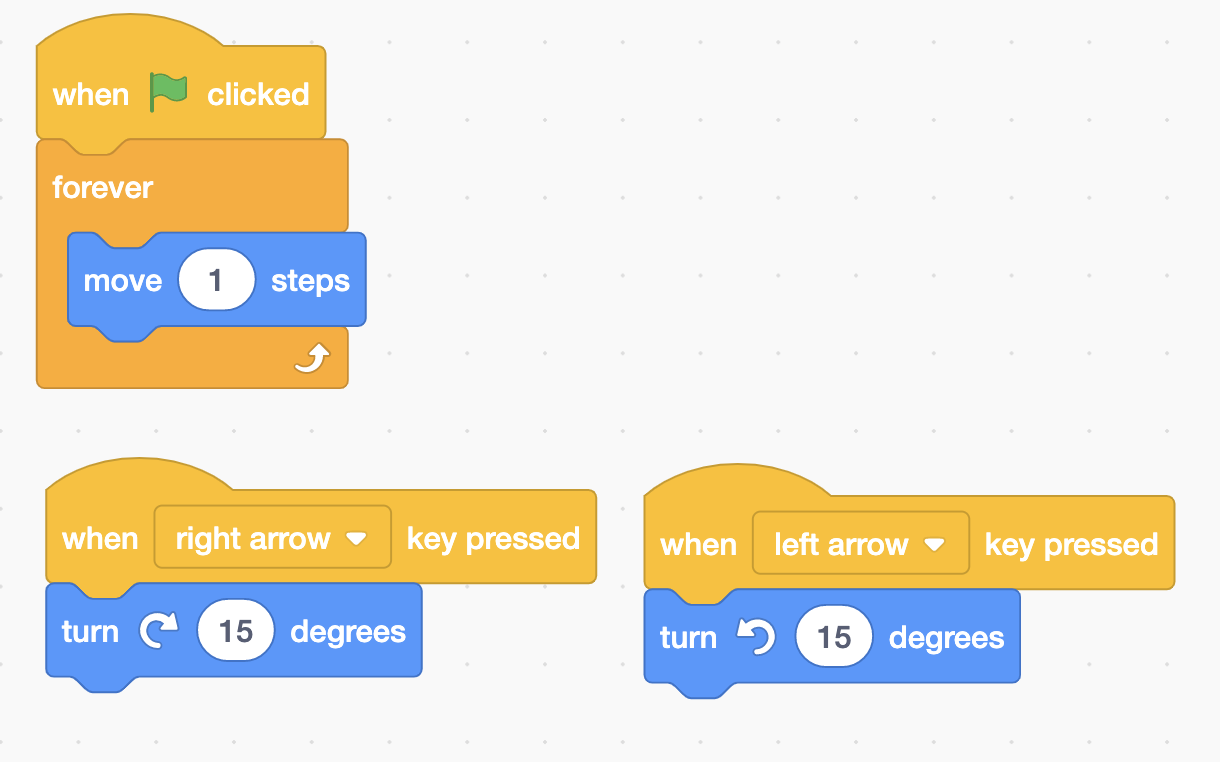 when clicked
forever
move 1 steps
when right arrow key pressed
turn 15 degrees
when left arrow key pressed
turn 15 degrees